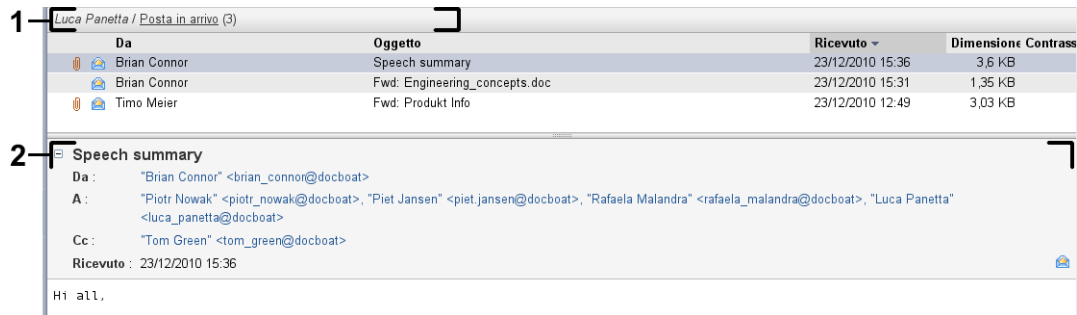 1
Luca Panetta / Posta in arrivo (3)
Da Oggetto Ricevuto Dimensione Contrass
Brian Connor Speech summary 23/12/2010 15:36 3,6 KB
Brian Connor Fwd: Engineering_concepts.doc 23/12/2010 15:31 1,35 KB
Timo Meier Fwd: Produkt Info 23/12/2010 12:49 3,03 KB
2
Speech summary
Da : "Brian Connor" <brian_connor@docboat>
A : "Piotr Nowak" <piotr_nowak@docboat>, "Piet Jansen" <piet.jansen@docboat>, "Rafaela Malandra" <rafaela_malandra@docboat>, "Luca Panetta"
<luca_panetta@docboat>
Cc : "Tom Green" <tom_green@docboat>
Ricevuto : 23/12/2010 15:36
Hi all,